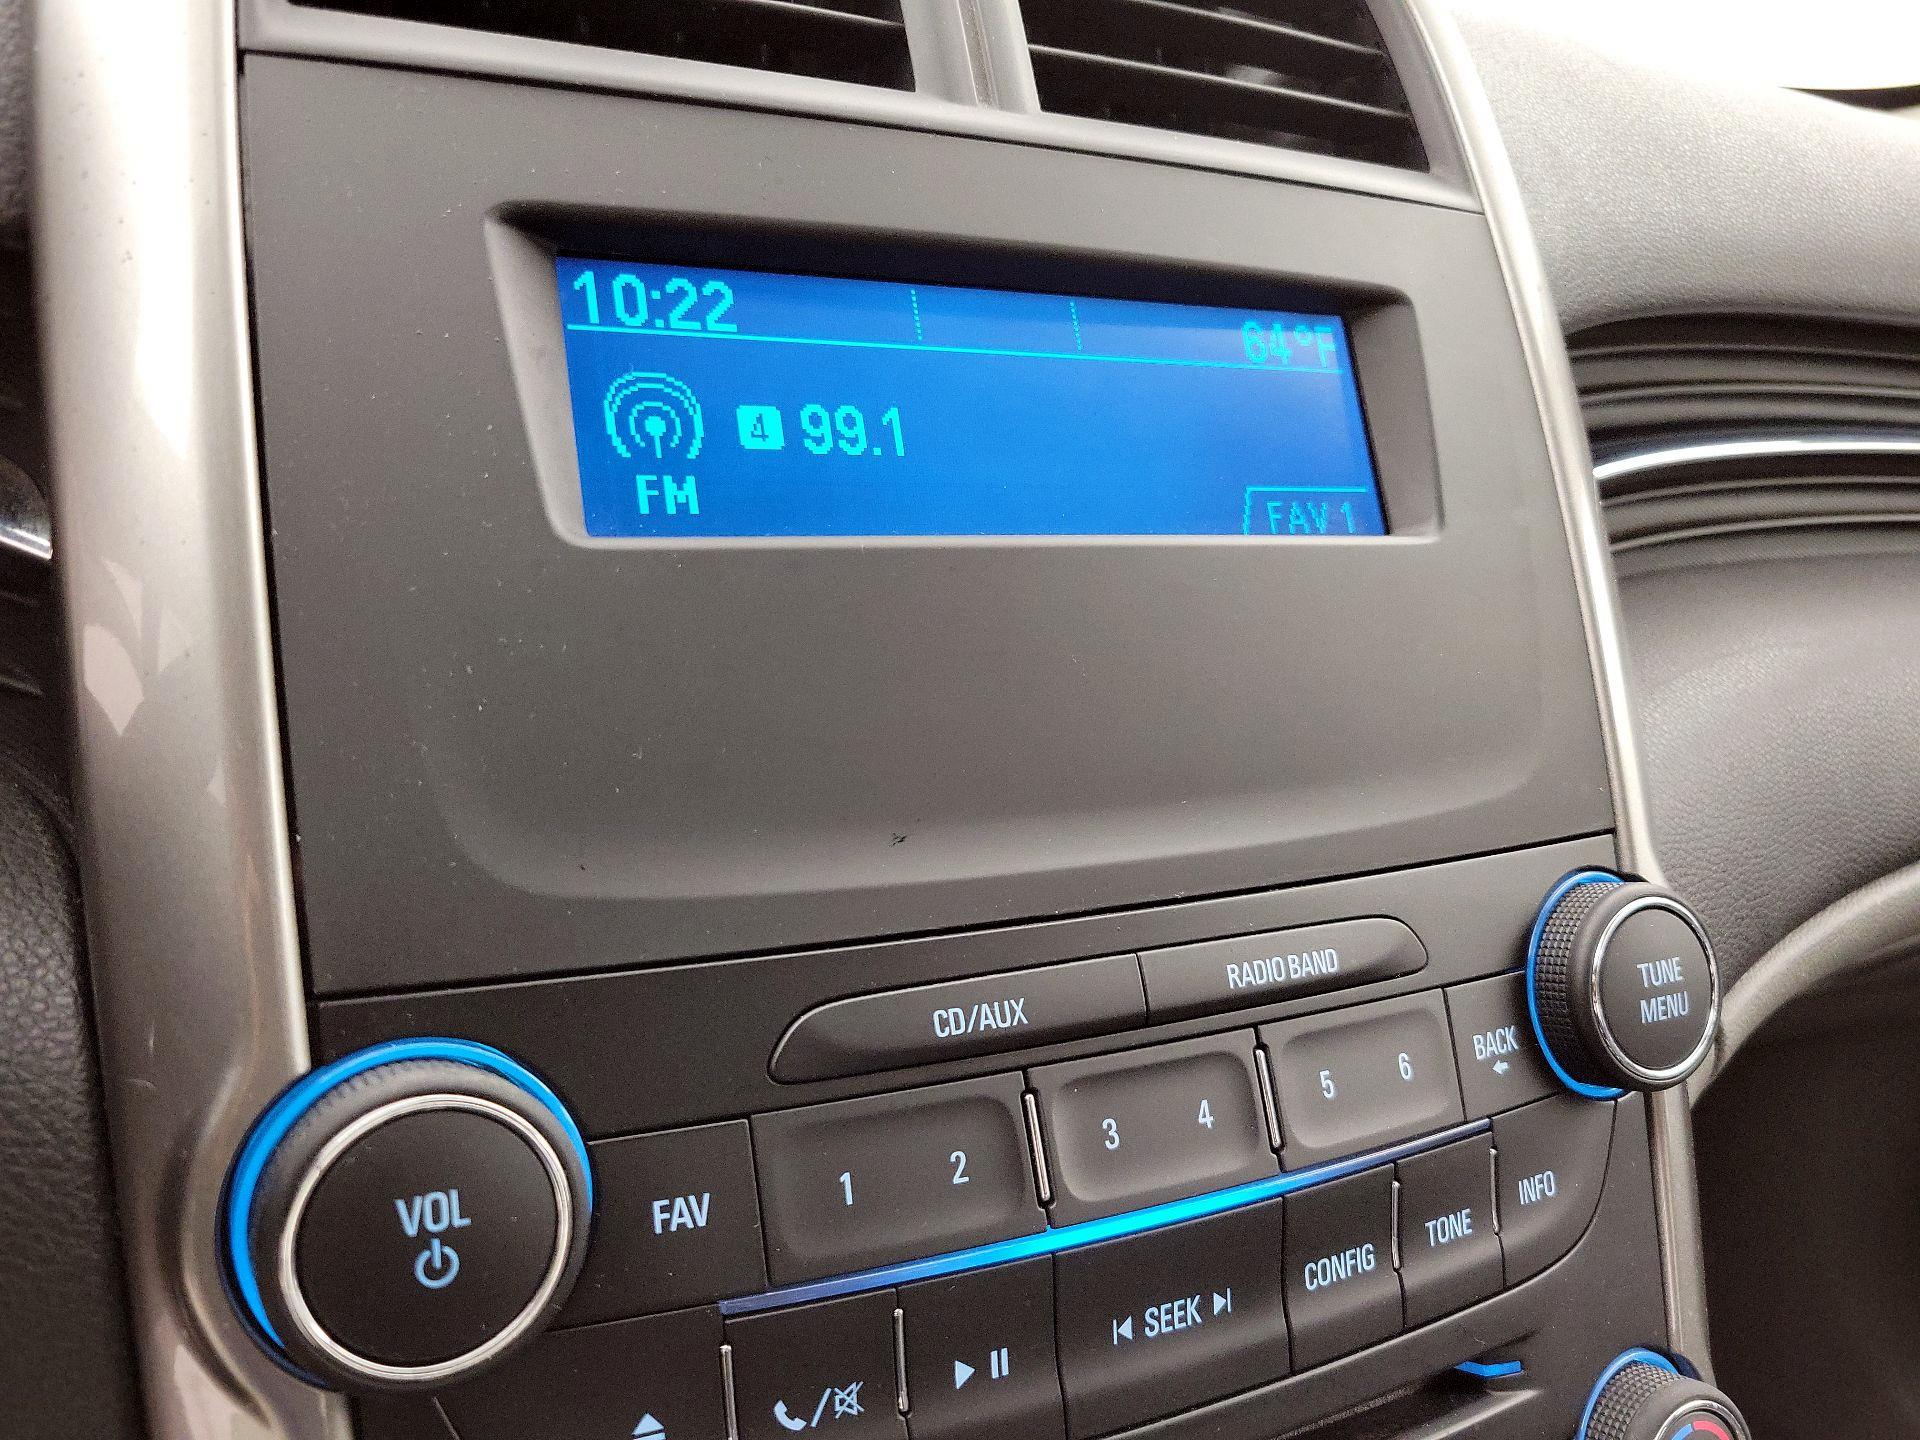 10:22
64°F
4 99.1
FM
FAV 1
CD/AUX
RADIO BAND
TUNE
MENU
BACK
VOL
FAV
1 2 3 4 5 6
SEEK
CONFIG
TONE
INFO